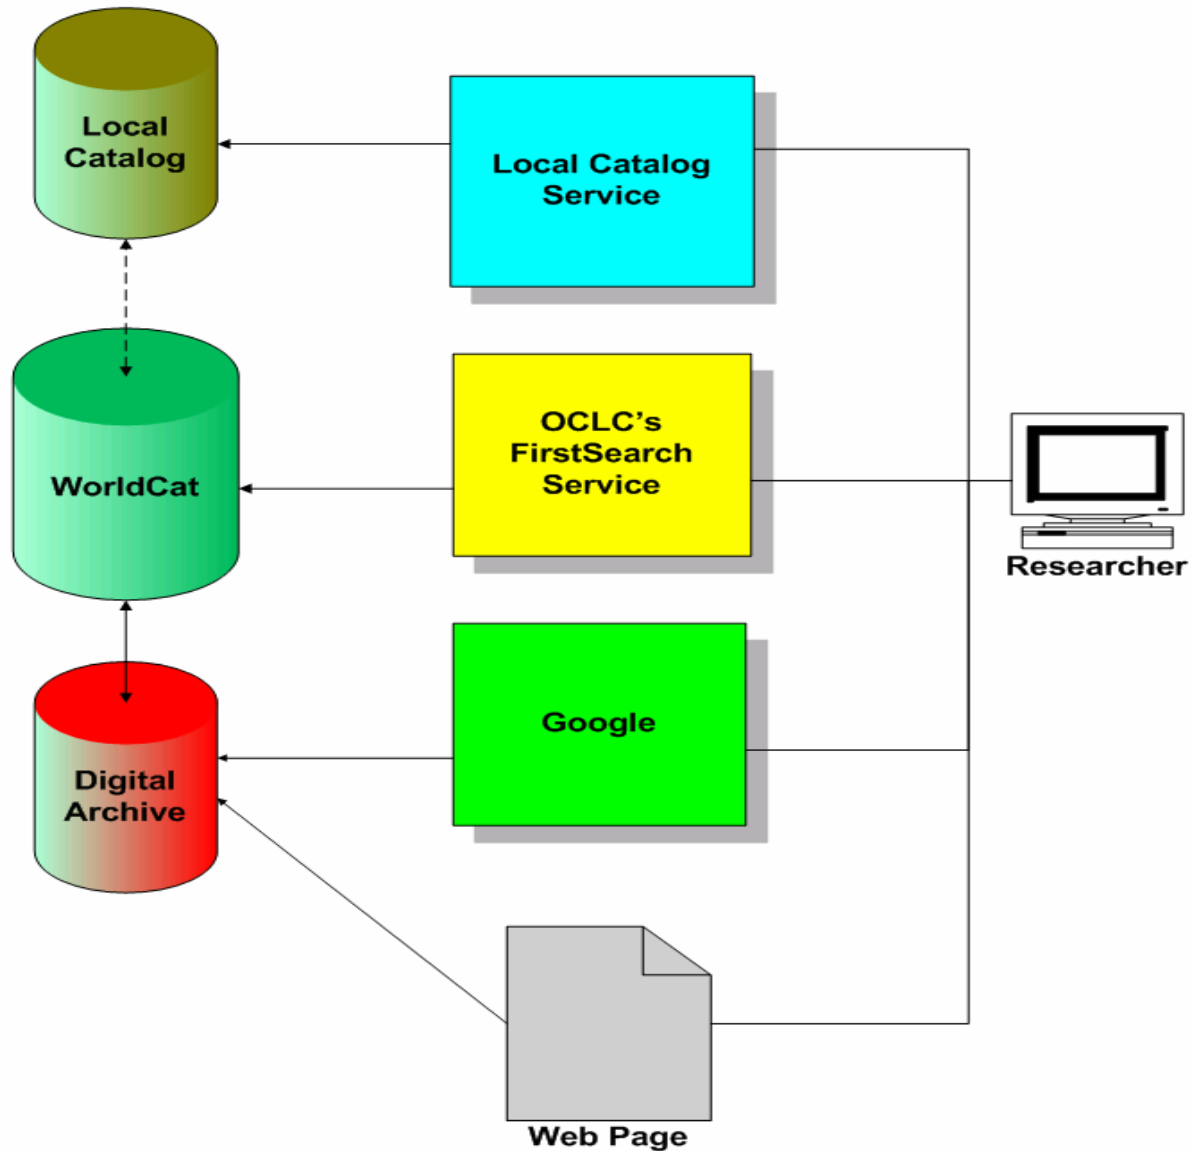 Local
Catalog
Local Catalog
Service
OCLC’s
FirstSearch
Service
WorldCat
Researcher
Google
Digital
Archive
Web Page